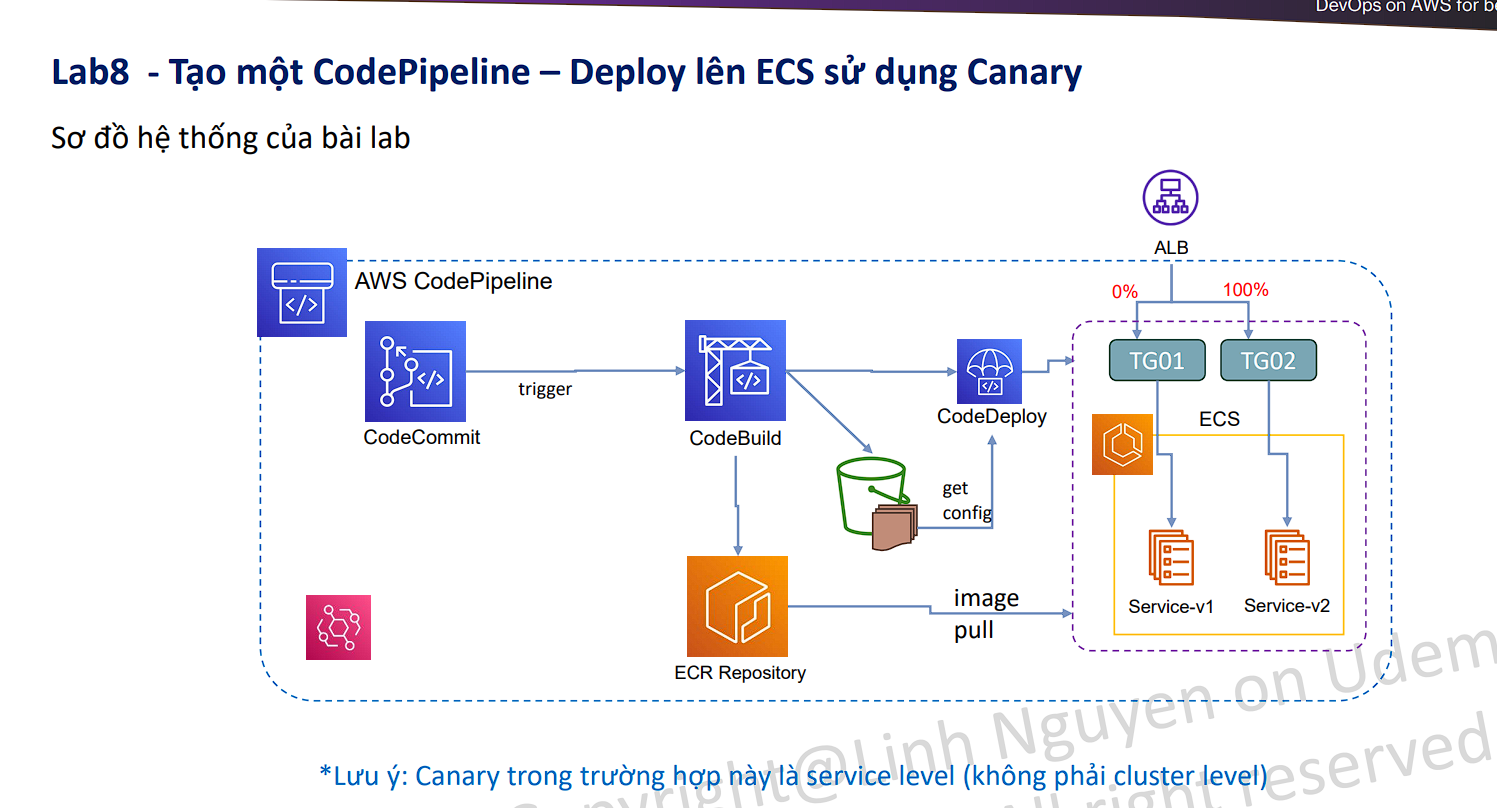 DevOps on AWS for be
Lab8 - Tạo một CodePipeline – Deploy lên ECS sử dụng Canary
Sơ đồ hệ thống của bài lab
ALB
AWS CodePipeline
0%
100%
TG01
TG02
trigger
CodeCommit
CodeBuild
CodeDeploy
ECS
get
config
image
pull
Service-v1
Service-v2
ECR Repository
*Lưu ý: Canary trong trường hợp này là service level (không phải cluster level)
Copyright@Linh Nguyen on Udem
All right reserved